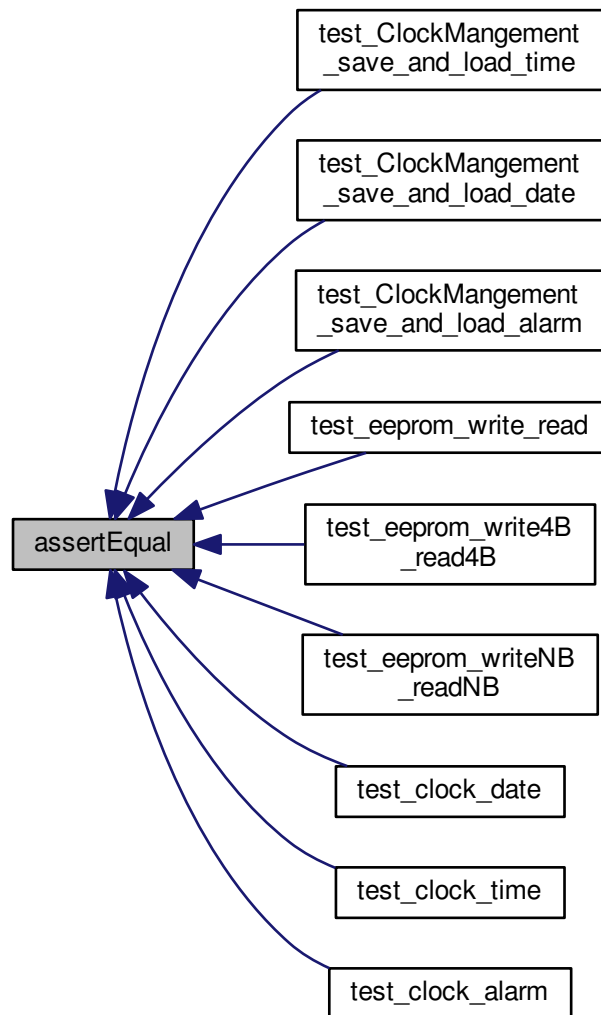 test_ClockMangement
_save_and_load_time
test_ClockMangement
_save_and_load_date
test_ClockMangement
_save_and_load_alarm
test_eeprom_write_read
assertEqual
test_eeprom_write4B
_read4B
test_eeprom_writeNB
_readNB
test_clock_date
test_clock_time
test_clock_alarm